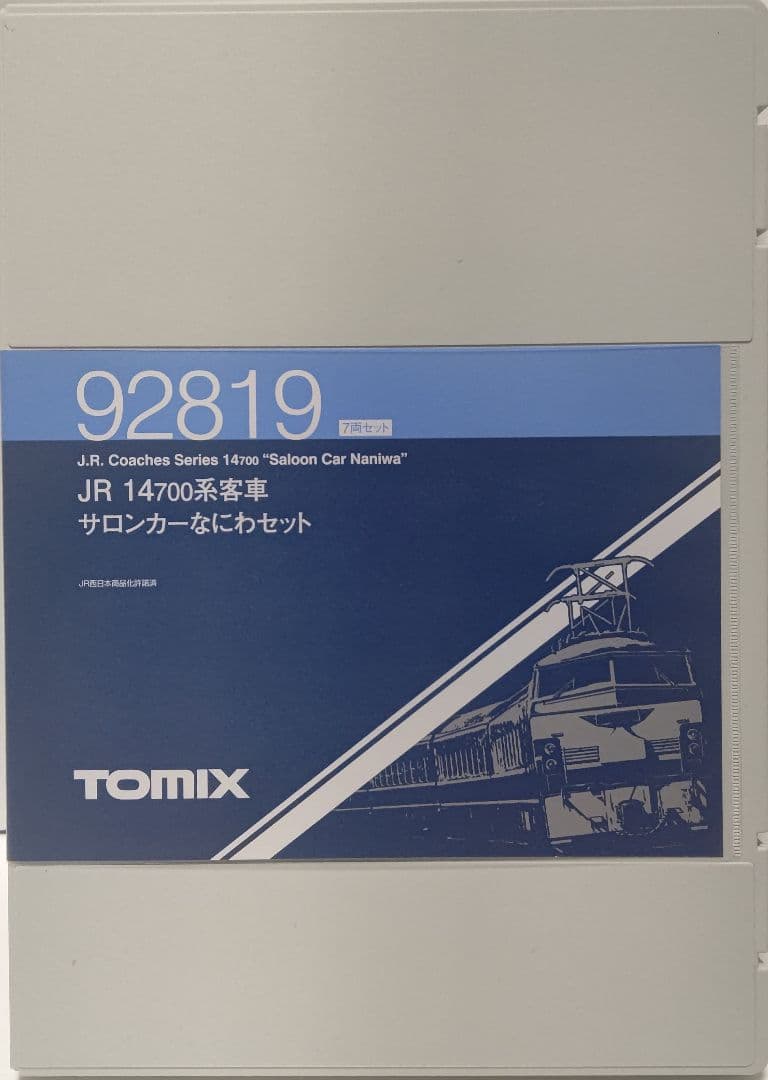 92819
7両セット
J.R. Coaches Series 14700 “Saloon Car Naniwa”
JR 14700系客車
サロンカーなにわセット
JR西日本商品化許諾済
TOMIX